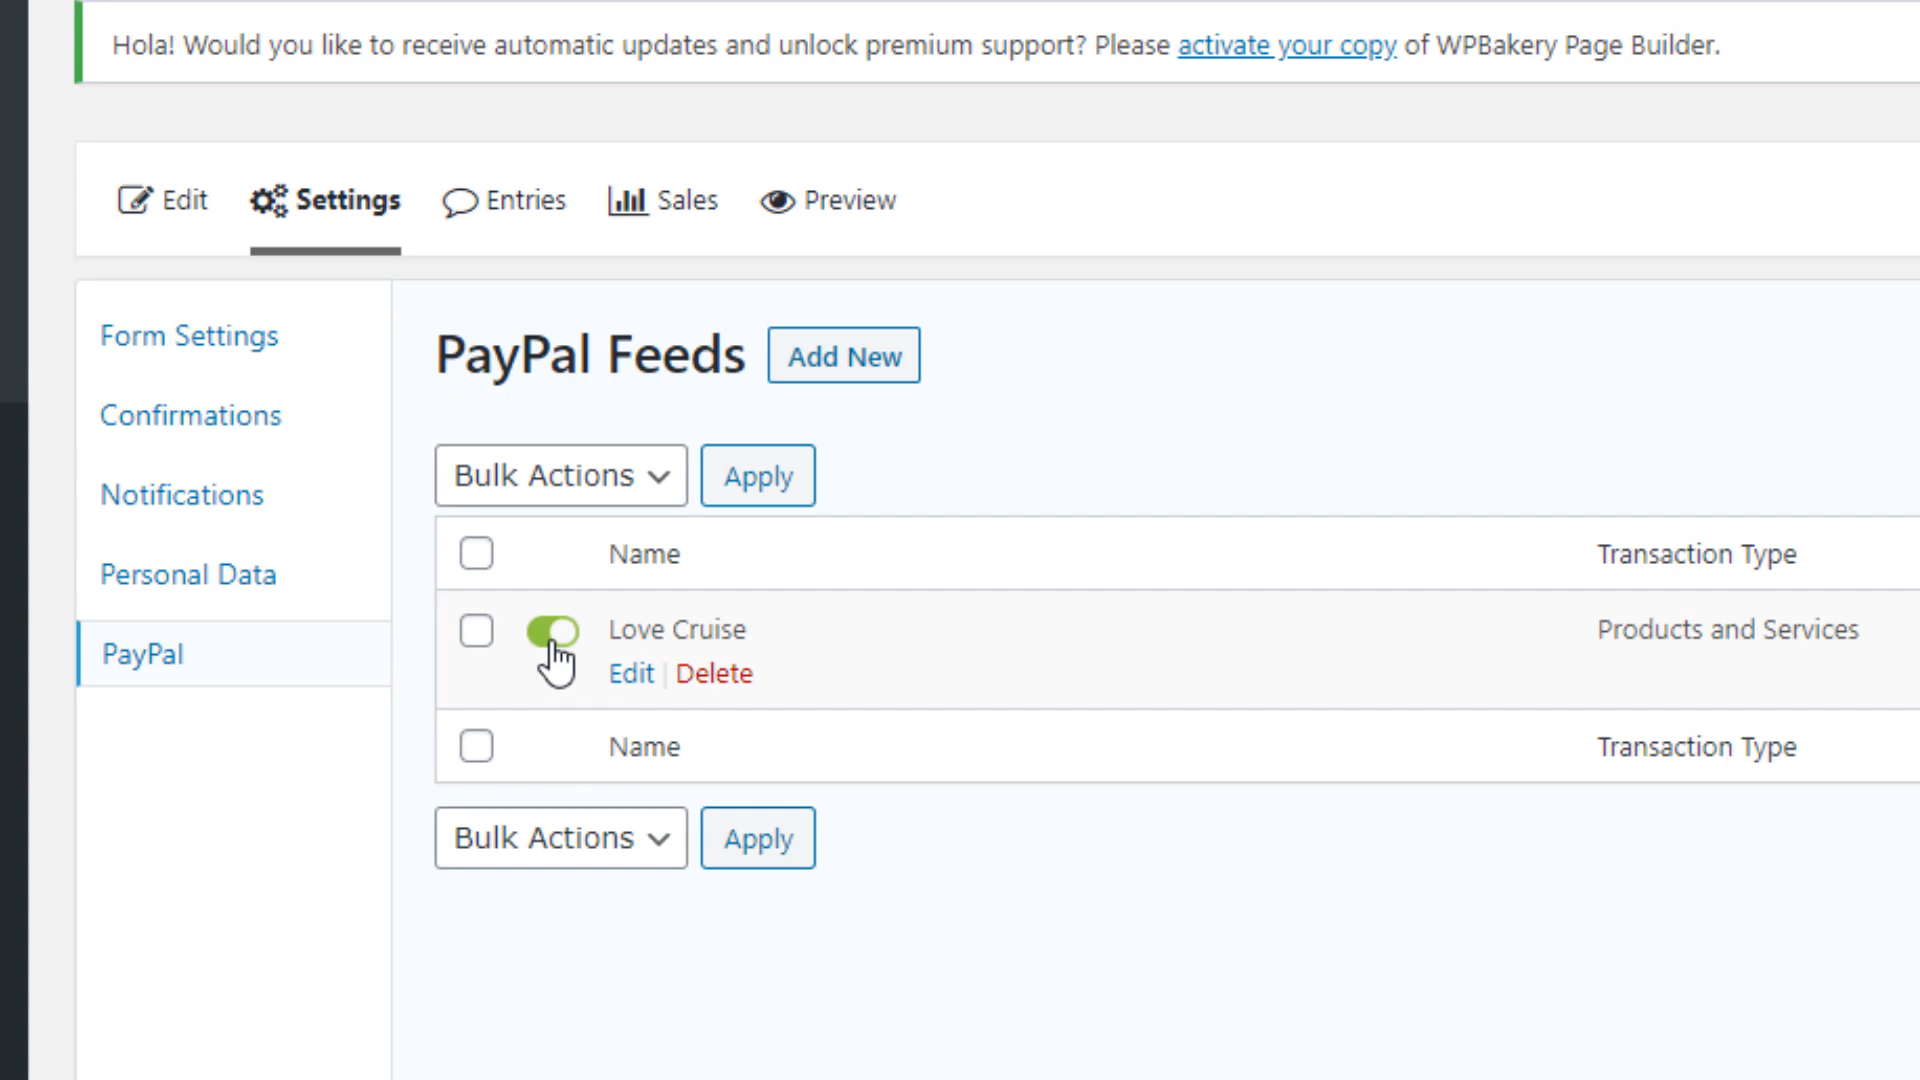 Hola! Would you like to receive automatic updates and unlock premium support? Please activate your copy of WPBakery Page Builder.
Edit Settings Entries Sales Preview
Form Settings
Confirmations
Notifications
Personal Data
PayPal
PayPal Feeds Add New
Bulk Actions Apply
Name Transaction Type
Love Cruise Products and Services
Edit | Delete
Name Transaction Type
Bulk Actions Apply